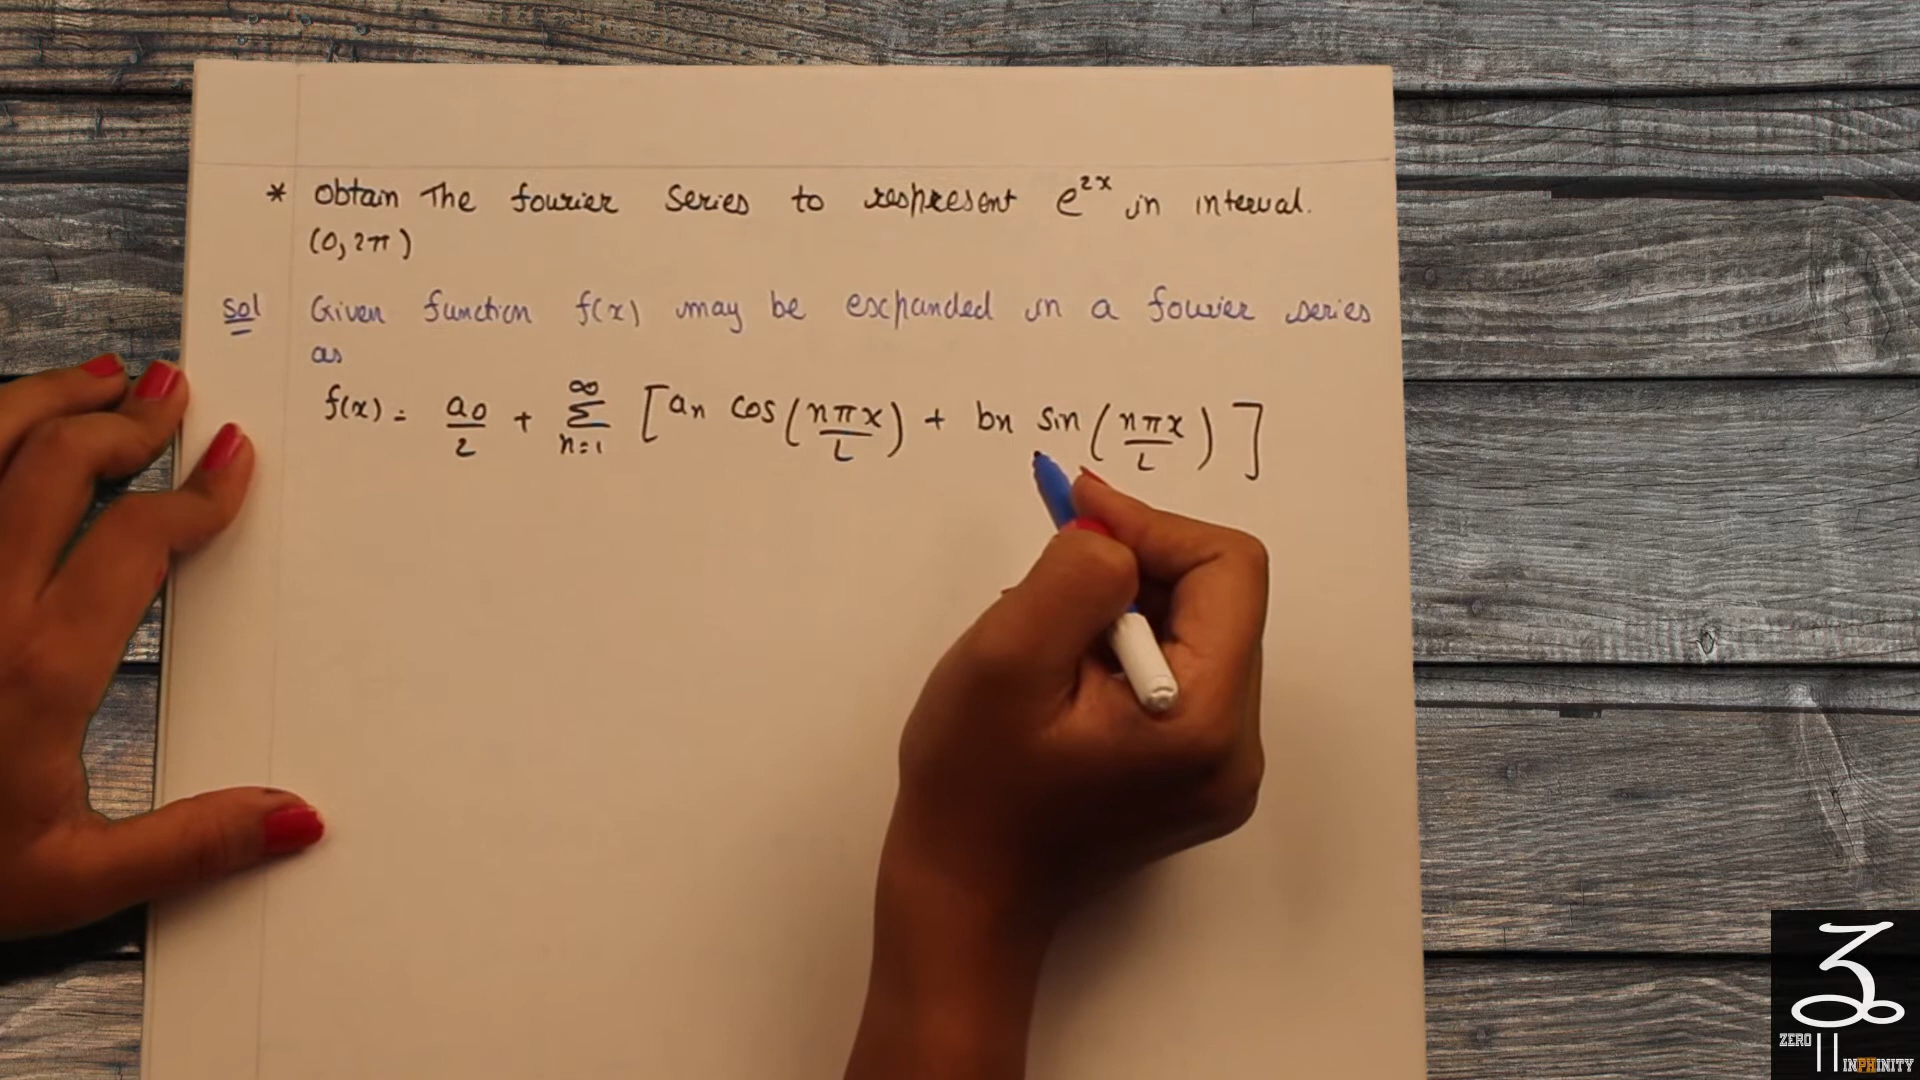 * Obtain The fourier Series to respresent e^2x in interval.
(0, 2π)
Sol Given function f(x) may be expanded in a fourier series
as
f(x) = a0/2 + ∞ Σ n=1 [an cos(nπx/L) + bn sin(nπx/L)]
ZERO
INPHINITY